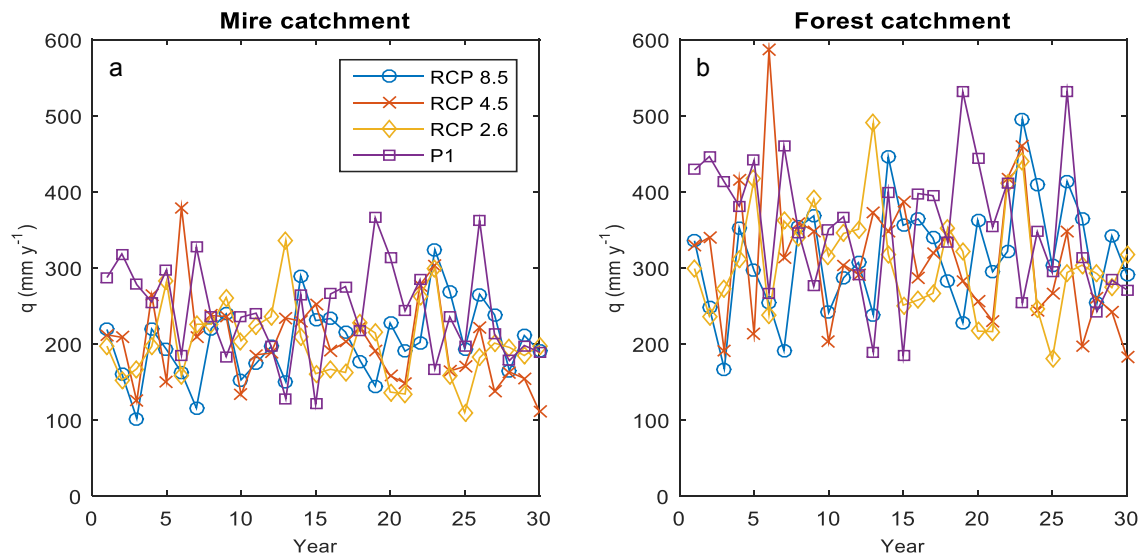 Mire catchment
600
500
400
300
200
100
0
q (mm y-1)
a
RCP 8.5
RCP 4.5
RCP 2.6
P1
0 5 10 15 20 25 30
Year
Forest catchment
600
500
400
300
200
100
0
q (mm y-1)
b
0 5 10 15 20 25 30
Year